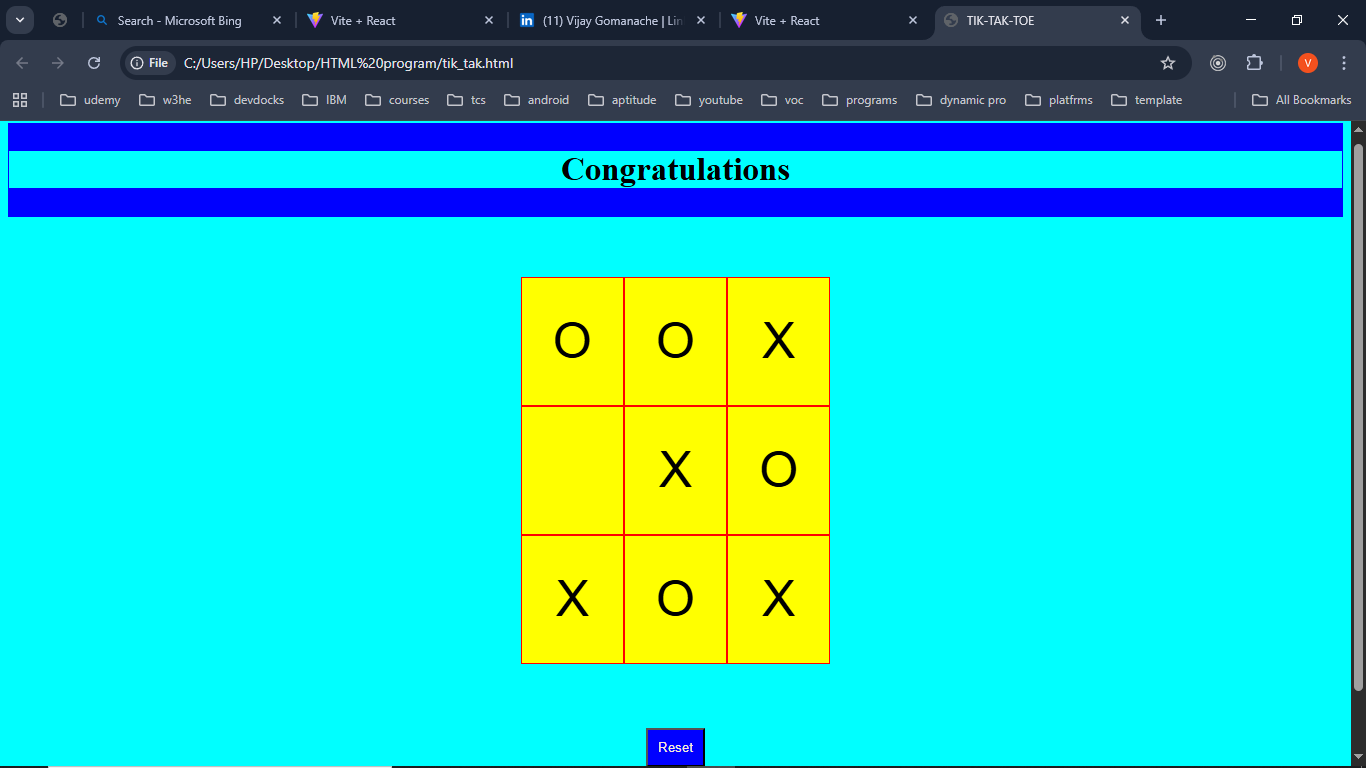 Search - Microsoft Bing
Vite + React
(11) Vijay Gomanache | Lin
Vite + React
TIK-TAK-TOE
File C:/Users/HP/Desktop/HTML%20program/tik_tak.html
V
udemy w3he devdocks IBM courses tcs android aptitude youtube voc programs dynamic pro platfrms template All Bookmarks
Congratulations
O O X
X O
X O X
Reset